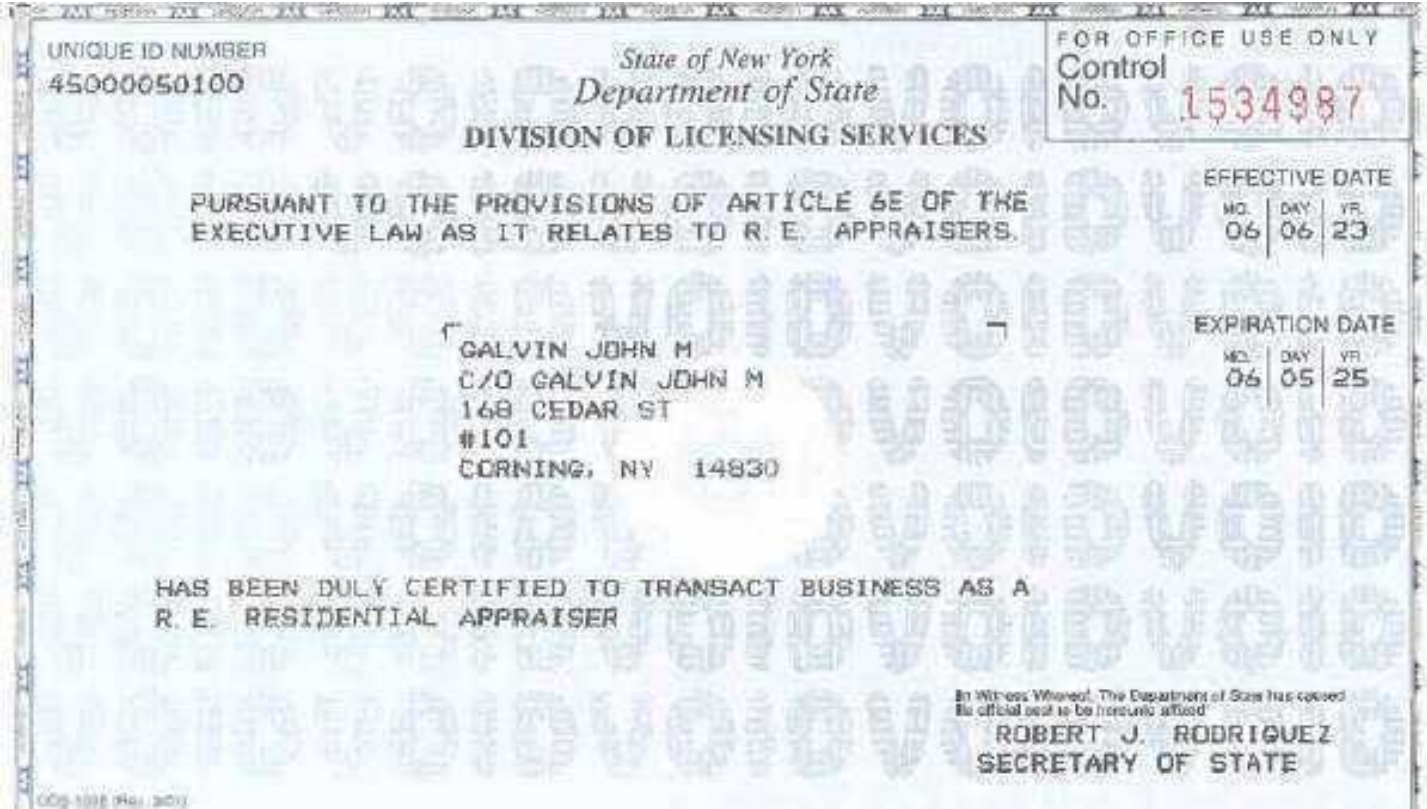 UNIQUE ID NUMBER
45000050100
State of New York
Department of State
DIVISION OF LICENSING SERVICES
FOR OFFICE USE ONLY
Control
No. 1534987
PURSUANT TO THE PROVISIONS OF ARTICLE 6E OF THE
EXECUTIVE LAW AS IT RELATES TO R.E. APPRAISERS.
EFFECTIVE DATE
MO. DAY YR.
06 06 23
GALVIN JOHN M
C/O GALVIN JOHN M
168 CEDAR ST
#101
CORNING, NY 14830
EXPIRATION DATE
MO. DAY YR.
06 05 25
HAS BEEN DULY CERTIFIED TO TRANSACT BUSINESS AS A
R.E. RESIDENTIAL APPRAISER
In Witness Whereof, The Department of State has caused
its official seal to be hereunto affixed
ROBERT J. RODRIQUEZ
SECRETARY OF STATE